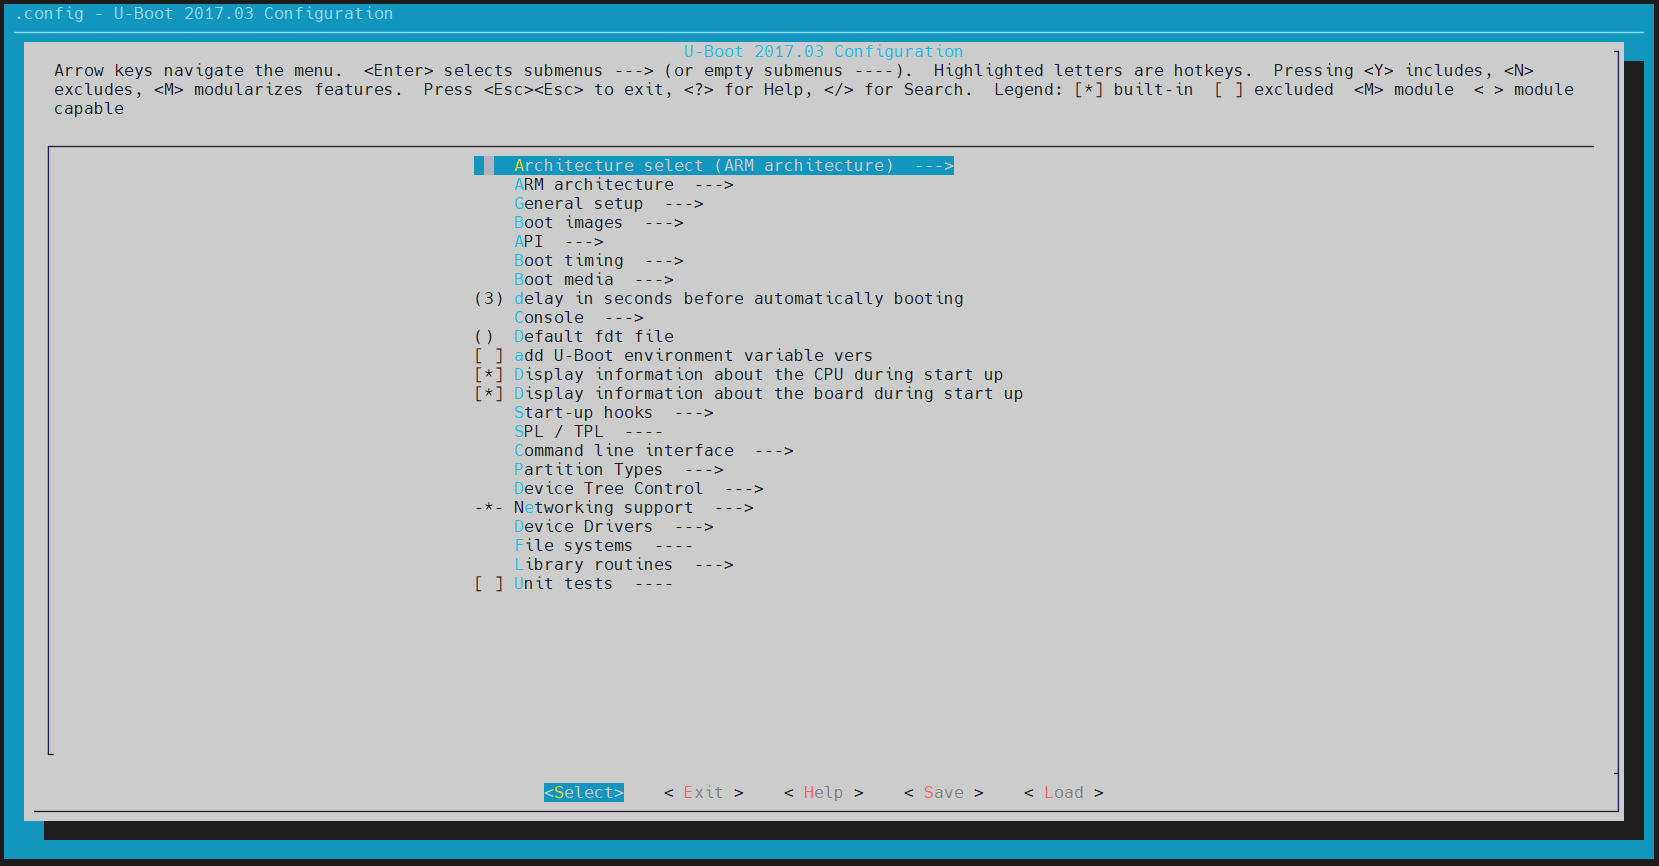 .config - U-Boot 2017.03 Configuration
U-Boot 2017.03 Configuration
Arrow keys navigate the menu.  <Enter> selects submenus ---> (or empty submenus ----).  Highlighted letters are hotkeys.  Pressing <Y> includes, <N>
excludes, <M> modularizes features.  Press <Esc><Esc> to exit, <?> for Help, </> for Search.  Legend: [*] built-in  [ ] excluded  <M> module  < > module
capable
Architecture select (ARM architecture)  --->
ARM architecture  --->
General setup  --->
Boot images  --->
API  --->
Boot timing  --->
Boot media  --->
(3) delay in seconds before automatically booting
Console  --->
()  Default fdt file
[ ] add U-Boot environment variable vers
[*] Display information about the CPU during start up
[*] Display information about the board during start up
Start-up hooks  --->
SPL / TPL  ----
Command line interface  --->
Partition Types  --->
Device Tree Control  --->
-*- Networking support  --->
Device Drivers  --->
File systems  ----
Library routines  --->
[ ] Unit tests  ----
<Select>    < Exit >    < Help >    < Save >    < Load >